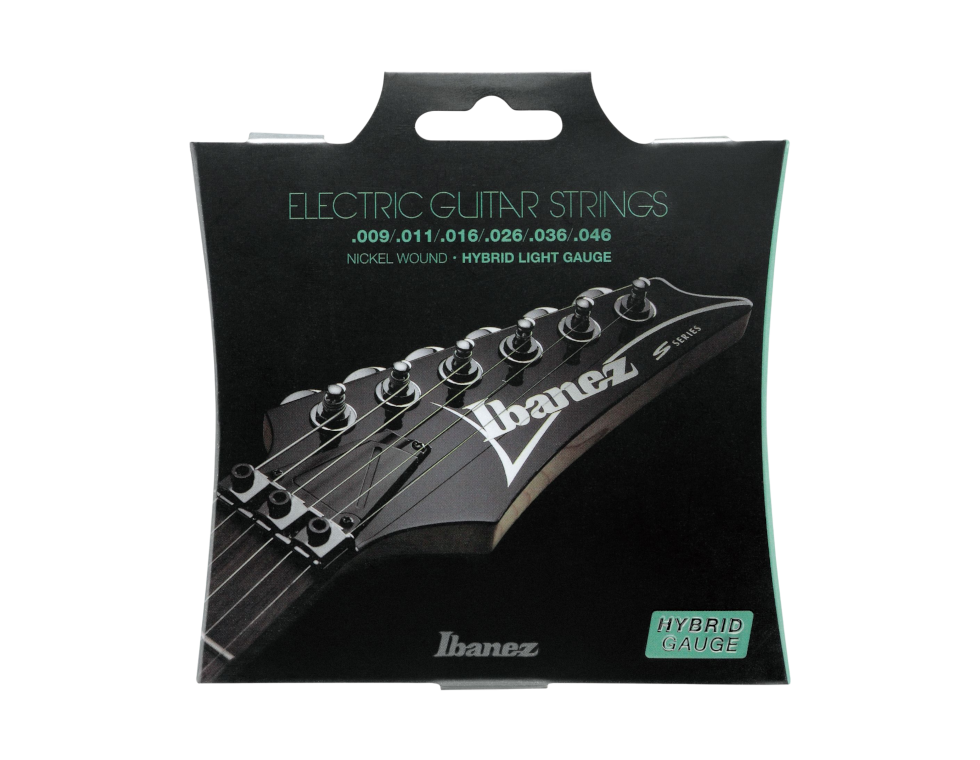 ELECTRIC GUITAR STRINGS
.009/.011/.016/.026/.036/.046
NICKEL WOUND · HYBRID LIGHT GAUGE
S SERIES
Ibanez
Ibanez
HYBRID
GAUGE